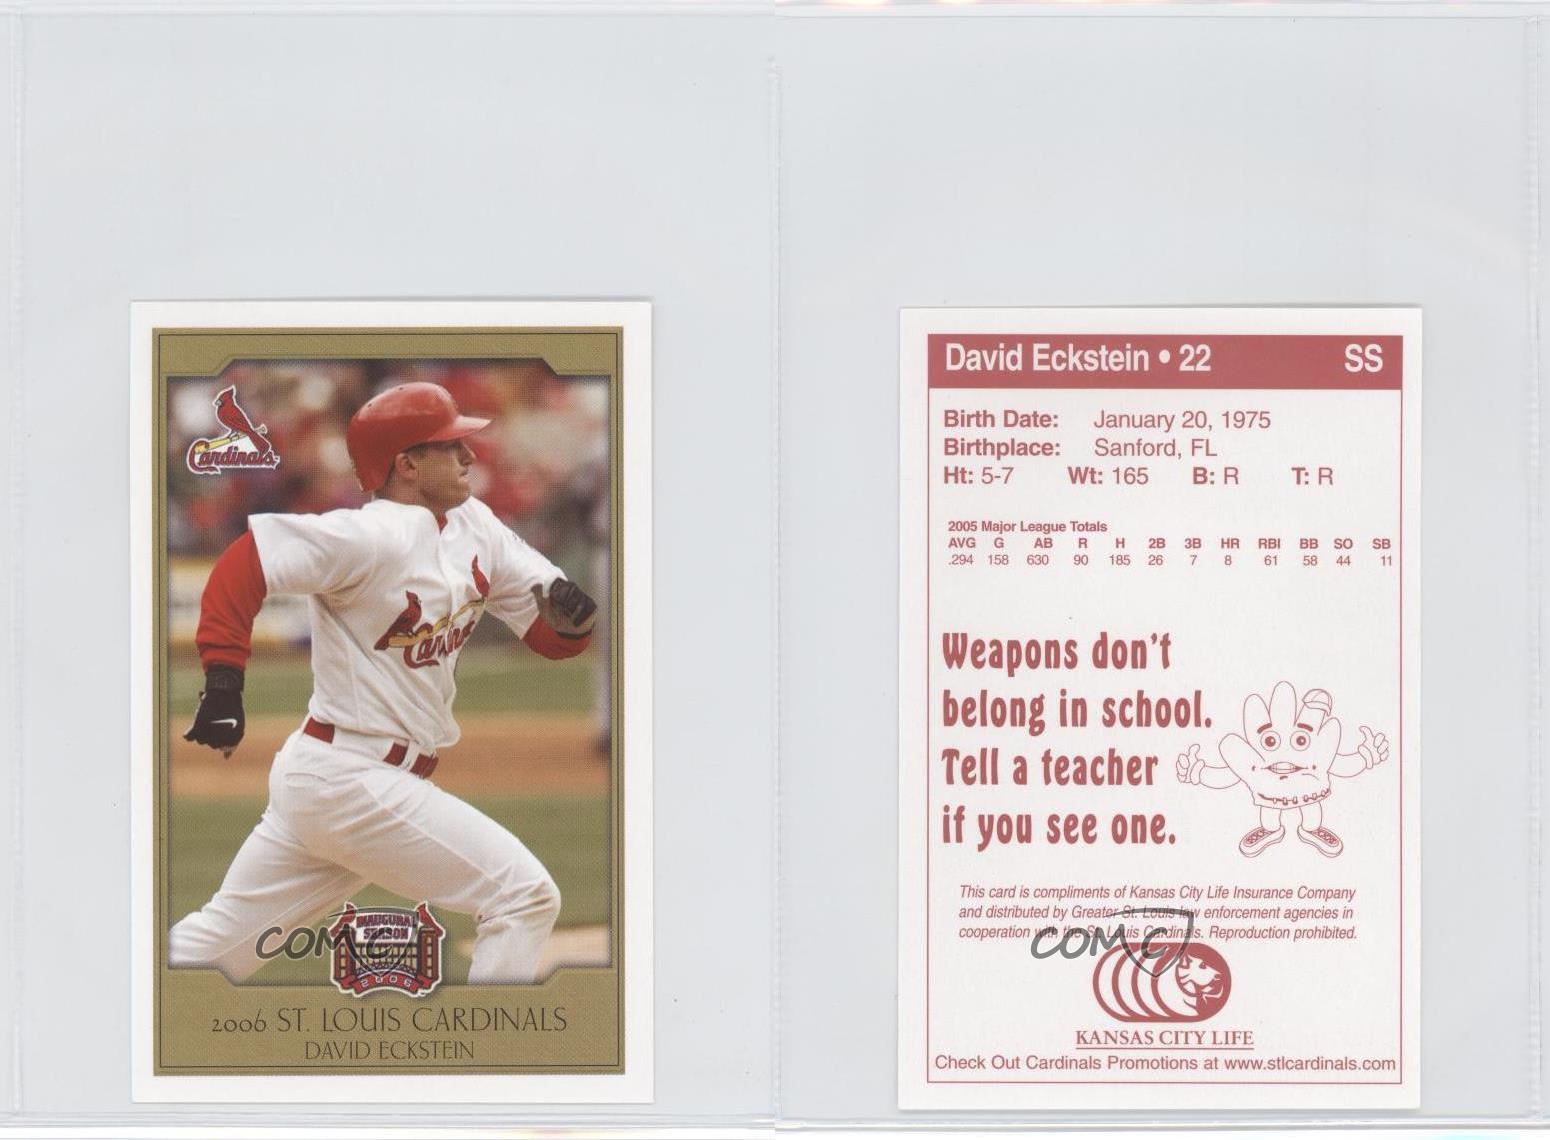 Cardinals
Cardinals
INAUGURAL
SEASON
2006
COMC
2006 ST. LOUIS CARDINALS
DAVID ECKSTEIN
David Eckstein • 22 SS
Birth Date: January 20, 1975
Birthplace: Sanford, FL
Ht: 5-7 Wt: 165 B: R T: R
2005 Major League Totals
AVG G AB R H 2B 3B HR RBI BB SO SB
.294 158 630 90 185 26 7 8 61 58 44 11
Weapons don't
belong in school.
Tell a teacher
if you see one.
This card is compliments of Kansas City Life Insurance Company
and distributed by Greater St. Louis law enforcement agencies in
cooperation with the St. Louis Cardinals. Reproduction prohibited.
COMC
KANSAS CITY LIFE
Check Out Cardinals Promotions at www.stlcardinals.com